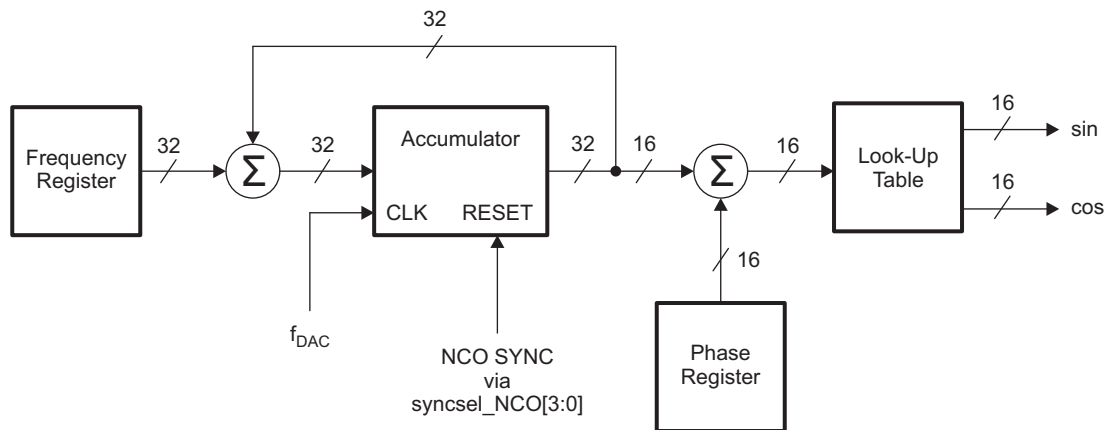 32
Frequency
Register
32
Σ
32
Accumulator
CLK
RESET
32
16
Σ
16
Look-Up
Table
16
sin
16
cos
16
f_DAC
NCO SYNC
via
syncsel_NCO[3:0]
Phase
Register